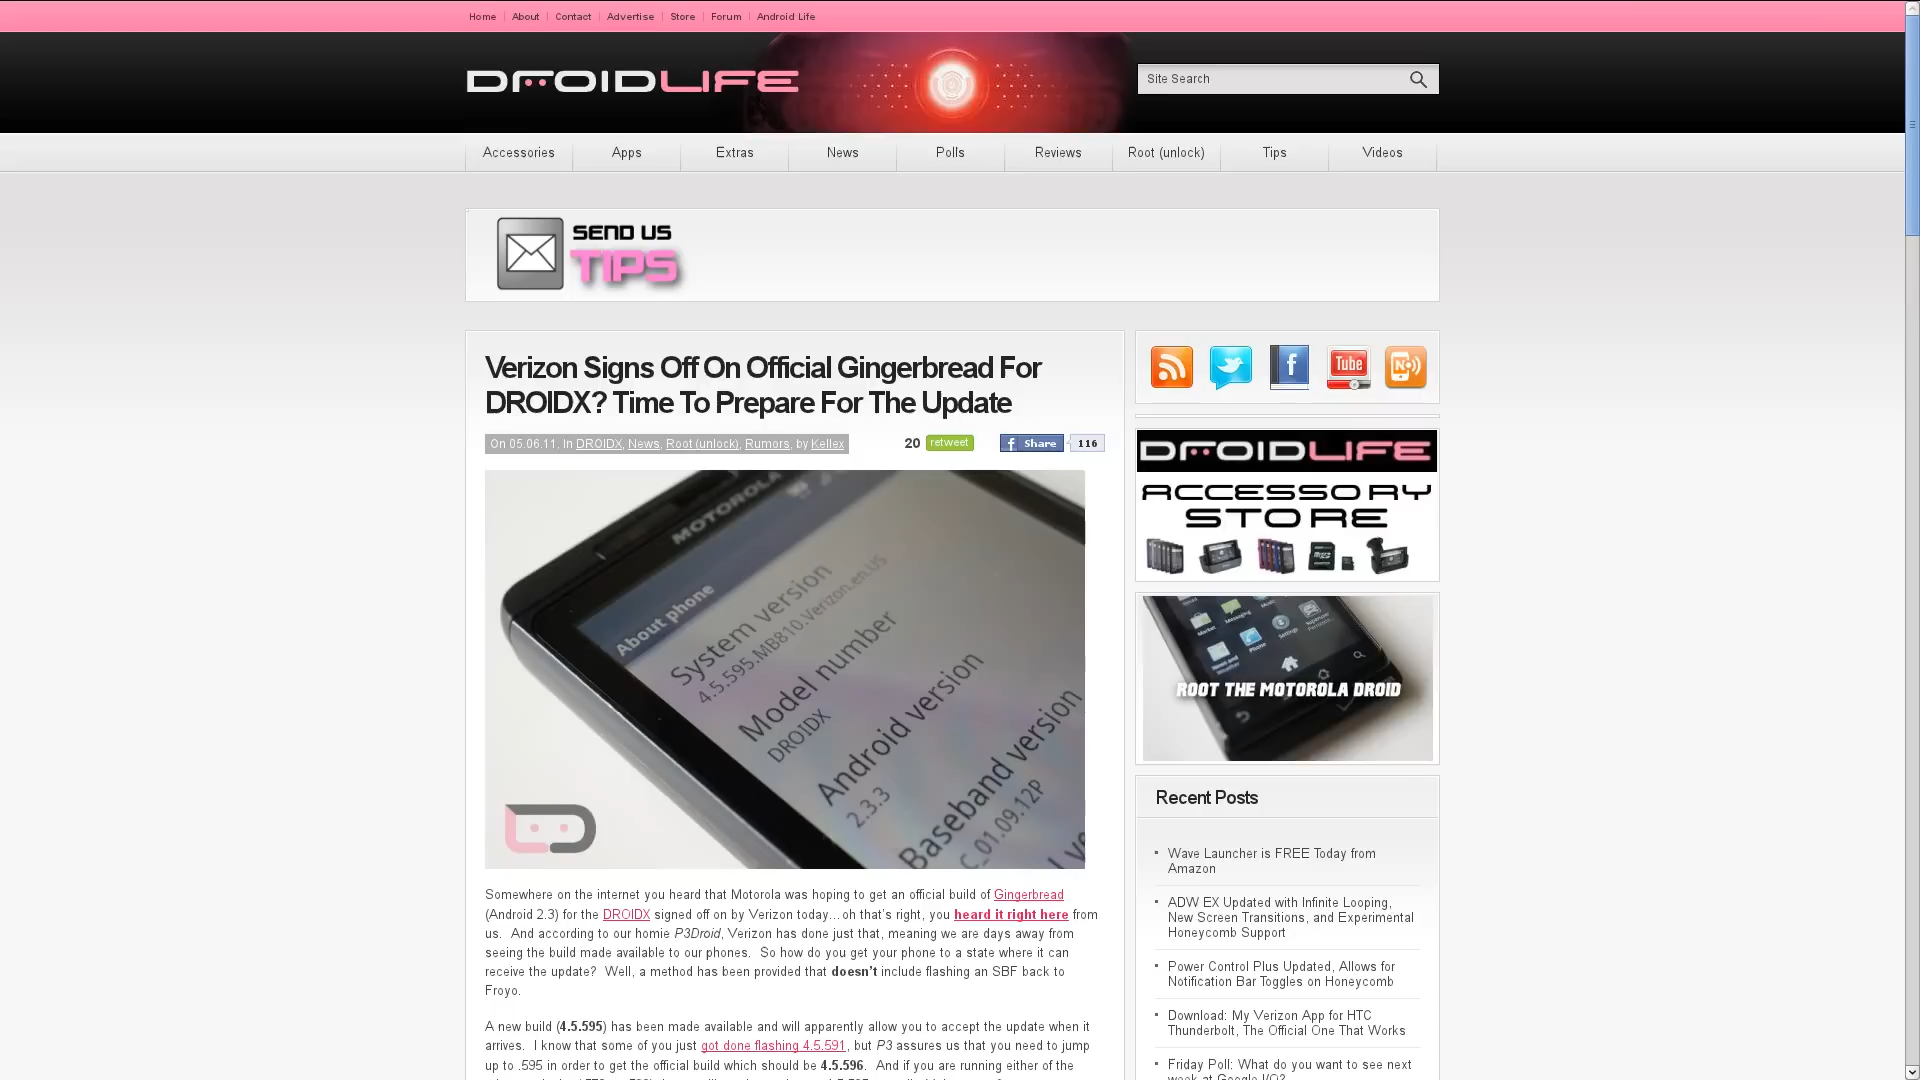 Home About Contact Advertise Store Forum Android Life
DROIDLIFE
Site Search
Accessories Apps Extras News Polls Reviews Root (unlock) Tips Videos
SEND US
TIPS
Verizon Signs Off On Official Gingerbread For
DROIDX? Time To Prepare For The Update
On 05.06.11, In DROIDX, News, Root (unlock), Rumors, by Kellex
20 retweet
Share 116
MOTOROLA
About phone
System version
4.5.595.MB810.Verizon.en.US
Model number
DROIDX
Android version
2.3.3
Baseband version
C_01.09.12P
Somewhere on the internet you heard that Motorola was hoping to get an official build of Gingerbread
(Android 2.3) for the DROIDX signed off on by Verizon today…oh that's right, you heard it right here from
us. And according to our homie P3Droid, Verizon has done just that, meaning we are days away from
seeing the build made available to our phones. So how do you get your phone to a state where it can
receive the update? Well, a method has been provided that doesn't include flashing an SBF back to
Froyo.
A new build (4.5.595) has been made available and will apparently allow you to accept the update when it
arrives. I know that some of you just got done flashing 4.5.591, but P3 assures us that you need to jump
up to .595 in order to get the official build which should be 4.5.596. And if you are running either of the
Tube
DROIDLIFE
ACCESSORY
STORE
Market
Messaging
Phone
Settings
News and
Weather
ROOT THE MOTOROLA DROID
Recent Posts
Wave Launcher is FREE Today from
Amazon
ADW EX Updated with Infinite Looping,
New Screen Transitions, and Experimental
Honeycomb Support
Power Control Plus Updated, Allows for
Notification Bar Toggles on Honeycomb
Download: My Verizon App for HTC
Thunderbolt, The Official One That Works
Friday Poll: What do you want to see next
week at Google I/O?